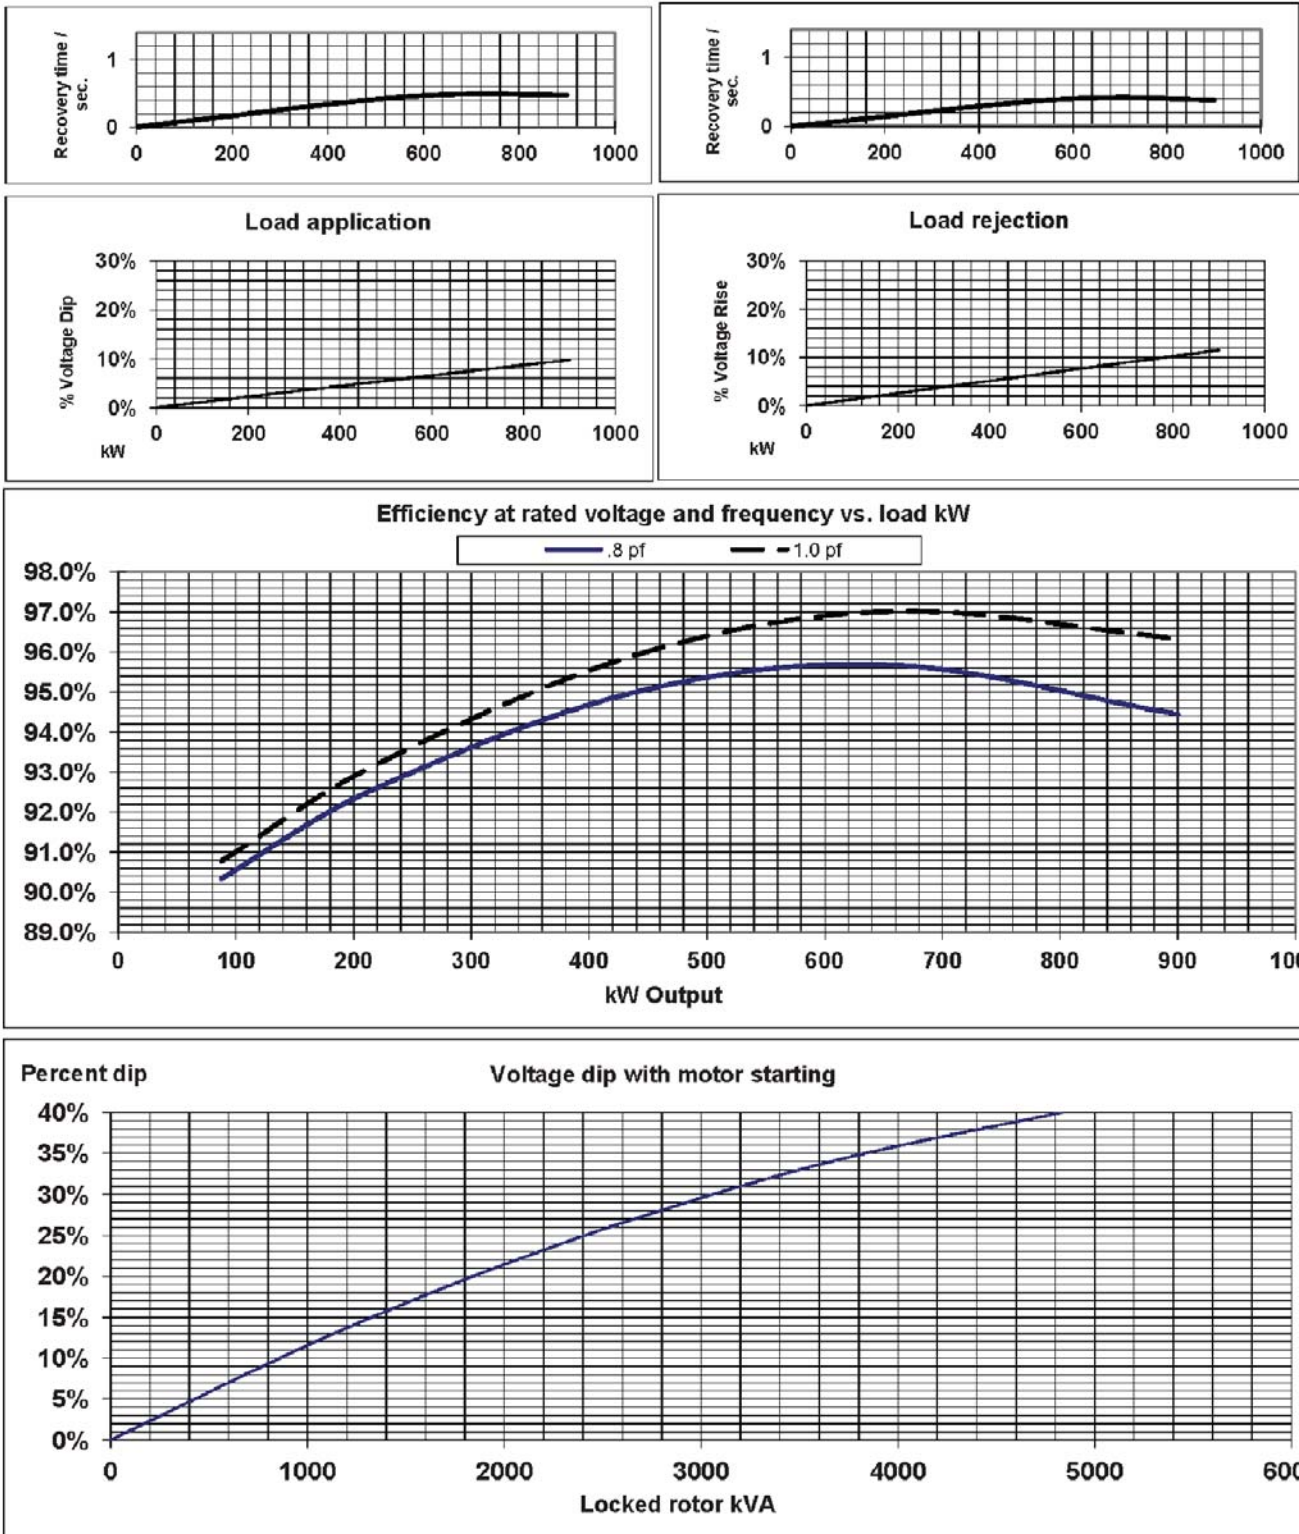 Recovery time / sec.
1
0
0 200 400 600 800 1000
Recovery time / sec.
1
0
0 200 400 600 800 1000
Load application
% Voltage Dip
30%
20%
10%
0%
0 200 400 600 800 1000
kW
Load rejection
% Voltage Rise
30%
20%
10%
0%
0 200 400 600 800 1000
kW
Efficiency at rated voltage and frequency vs. load kW
.8 pf 1.0 pf
98.0%
97.0%
96.0%
95.0%
94.0%
93.0%
92.0%
91.0%
90.0%
89.0%
0 100 200 300 400 500 600 700 800 900 100
kW Output
Percent dip
Voltage dip with motor starting
40%
35%
30%
25%
20%
15%
10%
5%
0%
0 1000 2000 3000 4000 5000 600
Locked rotor kVA